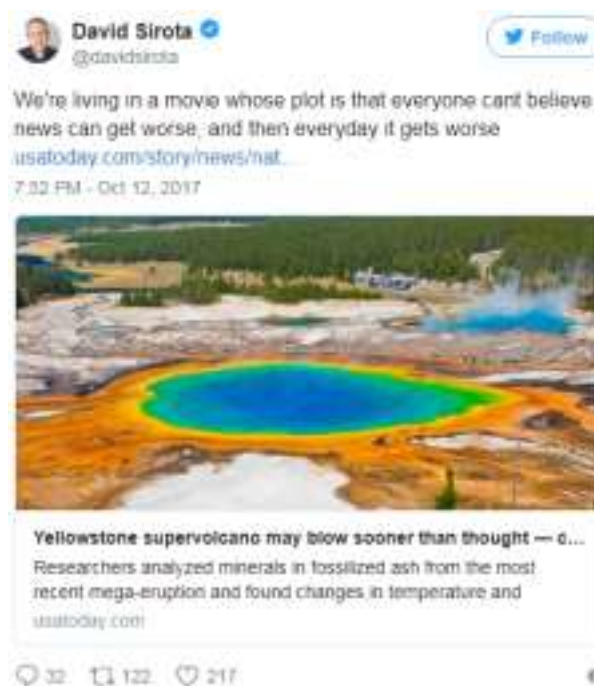 David Sirota
Follow
@davidsirota
We're living in a movie whose plot is that everyone cant believe
news can get worse, and then everyday it gets worse
usatoday.com/story/news/nat...
7:52 PM - Oct 12, 2017
Yellowstone supervolcano may blow sooner than thought — c...
Researchers analyzed minerals in fossilized ash from the most
recent mega-eruption and found changes in temperature and
usatoday.com
32 122 217